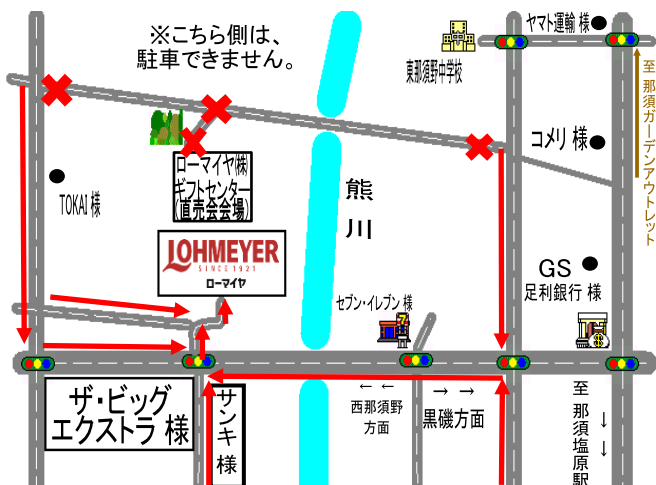 ※こちら側は、
駐車できません。
ヤマト運輸 様
東那須野中学校
至 那須ガーデンアウトレット
コメリ 様
ローマイヤ㈱
ギフトセンター
(直売会会場)
熊川
TOKAI 様
LOHMEYER
SINCE 1921
ローマイヤ
GS
足利銀行 様
セブン・イレブン 様
7
$
ザ・ビッグ
エクストラ 様
サンキ 様
← ←
西那須野
方面
→ →
黒磯方面
至 那須塩原駅
→ →